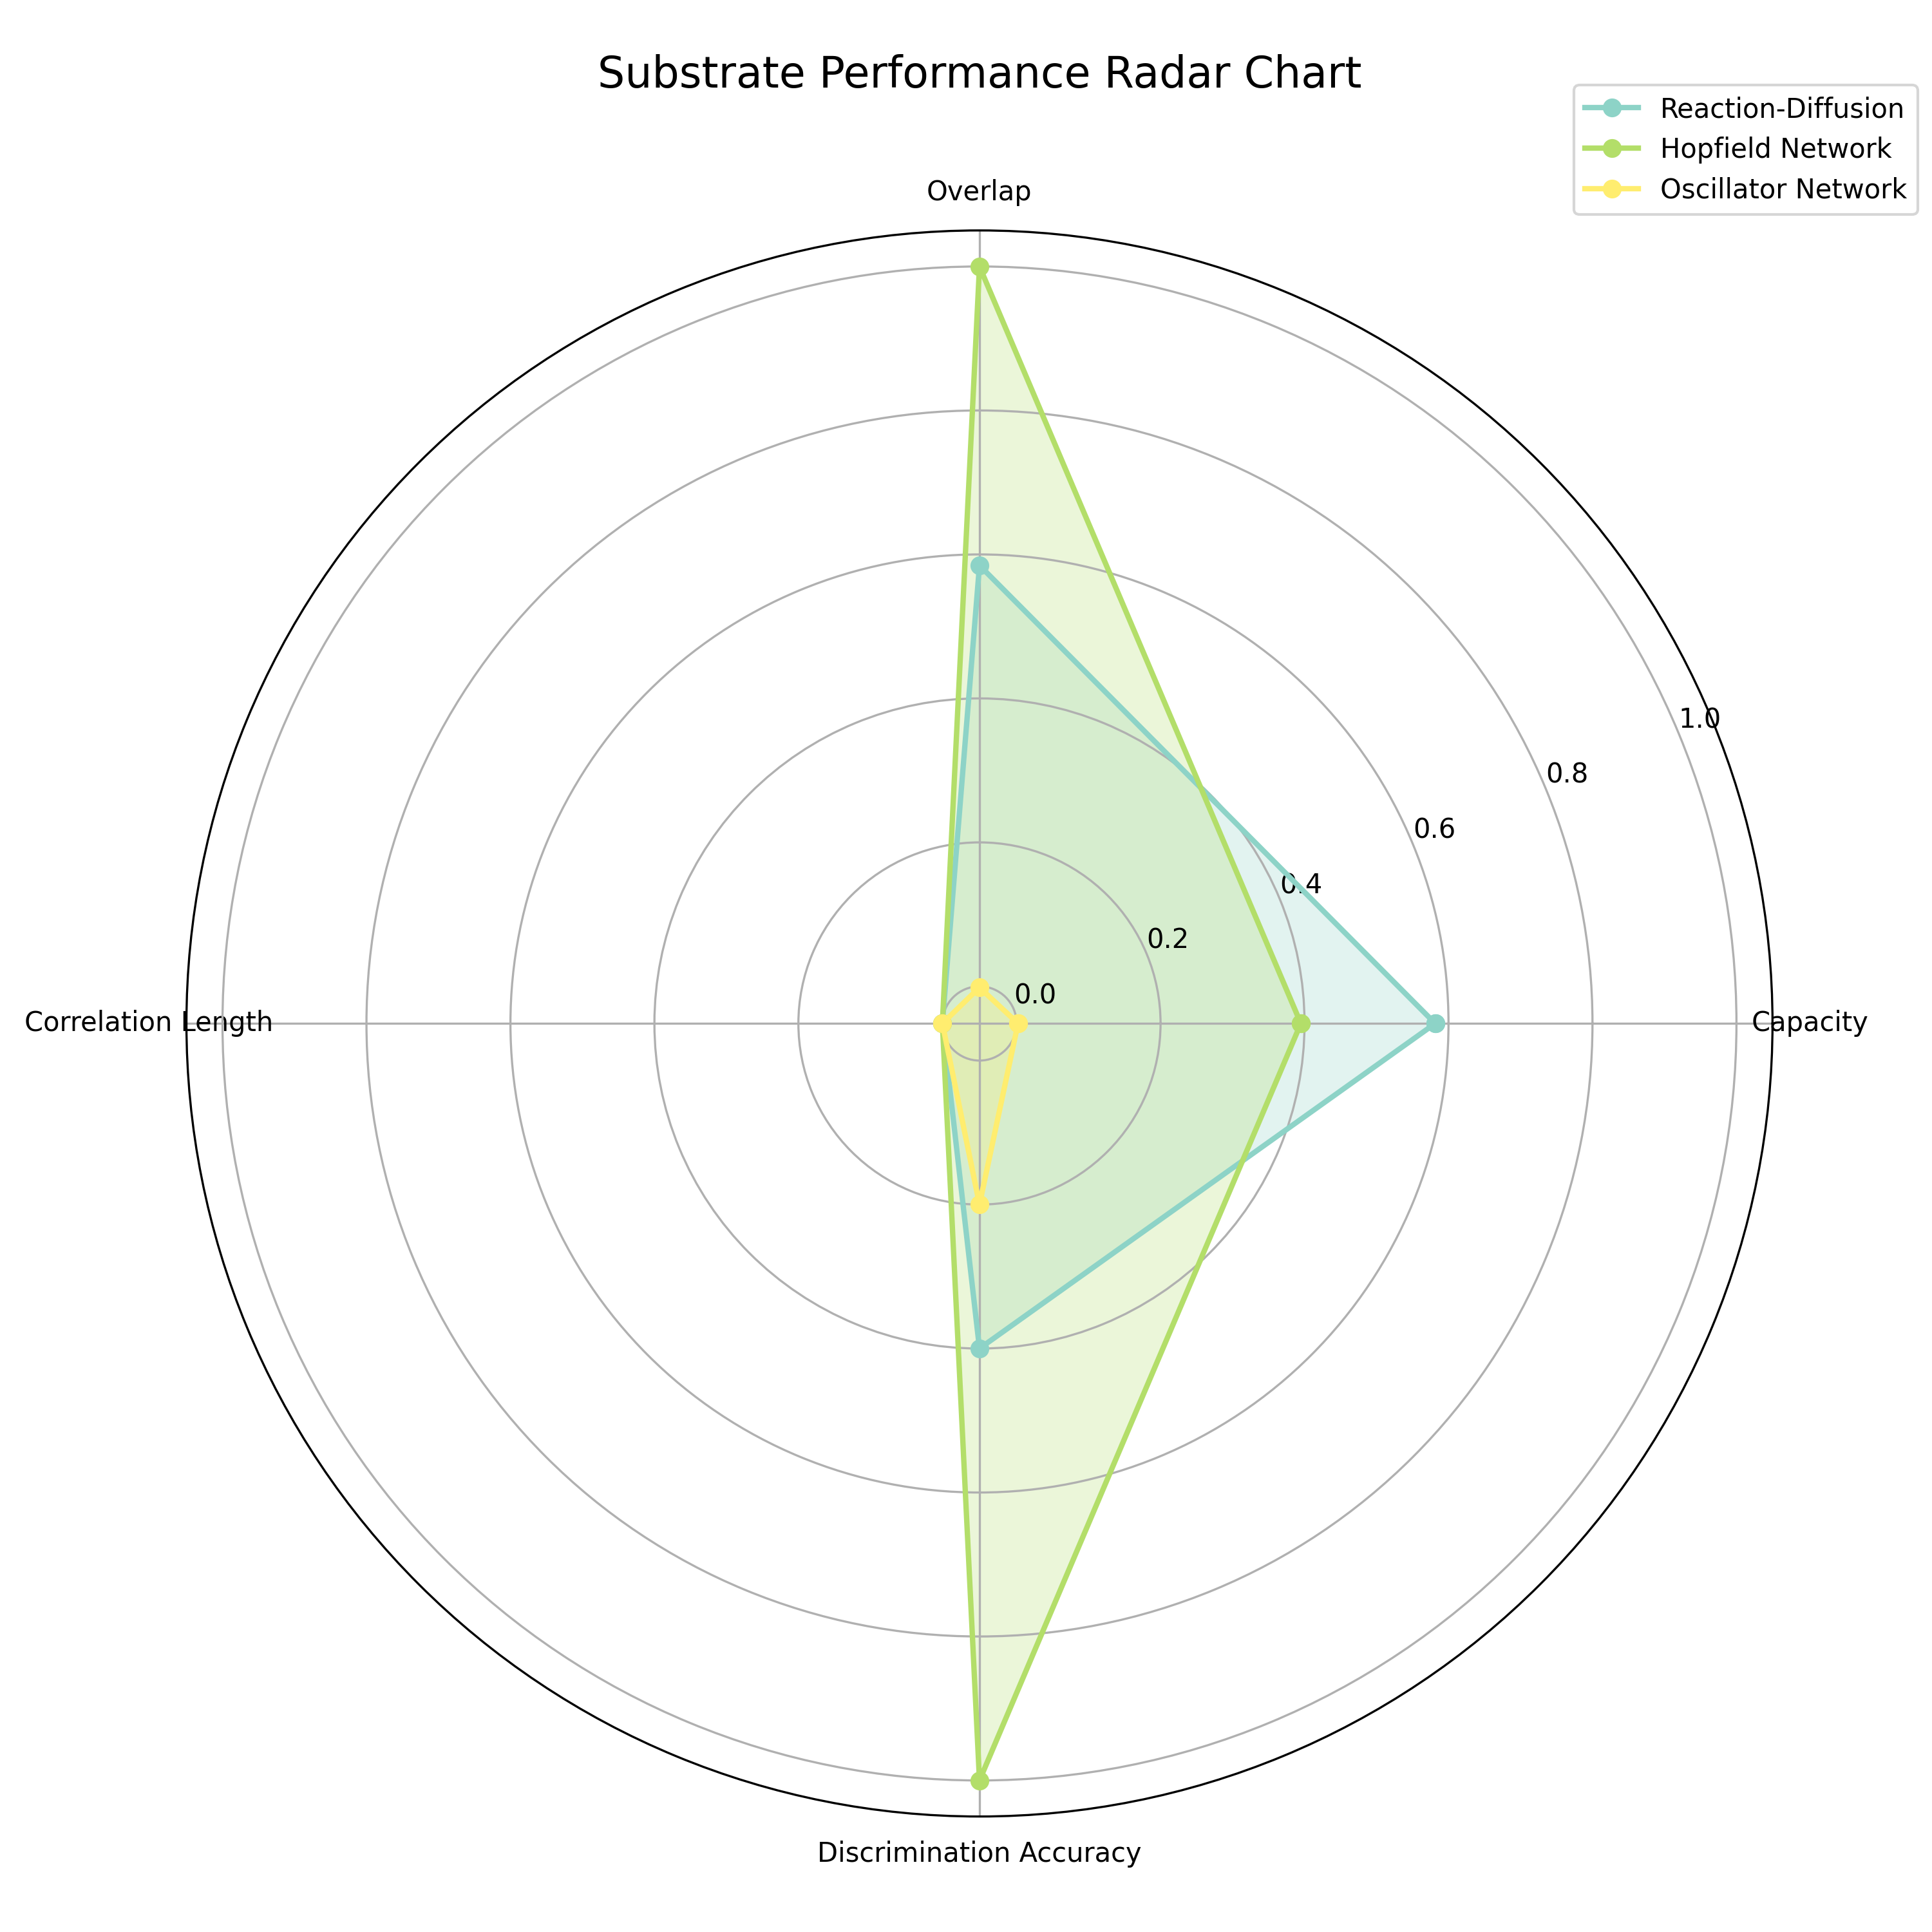 Substrate Performance Radar Chart
Reaction-Diffusion
Hopfield Network
Oscillator Network
Overlap
1.0
0.8
0.6
0.4
0.2
0.0
Correlation Length
Capacity
Discrimination Accuracy